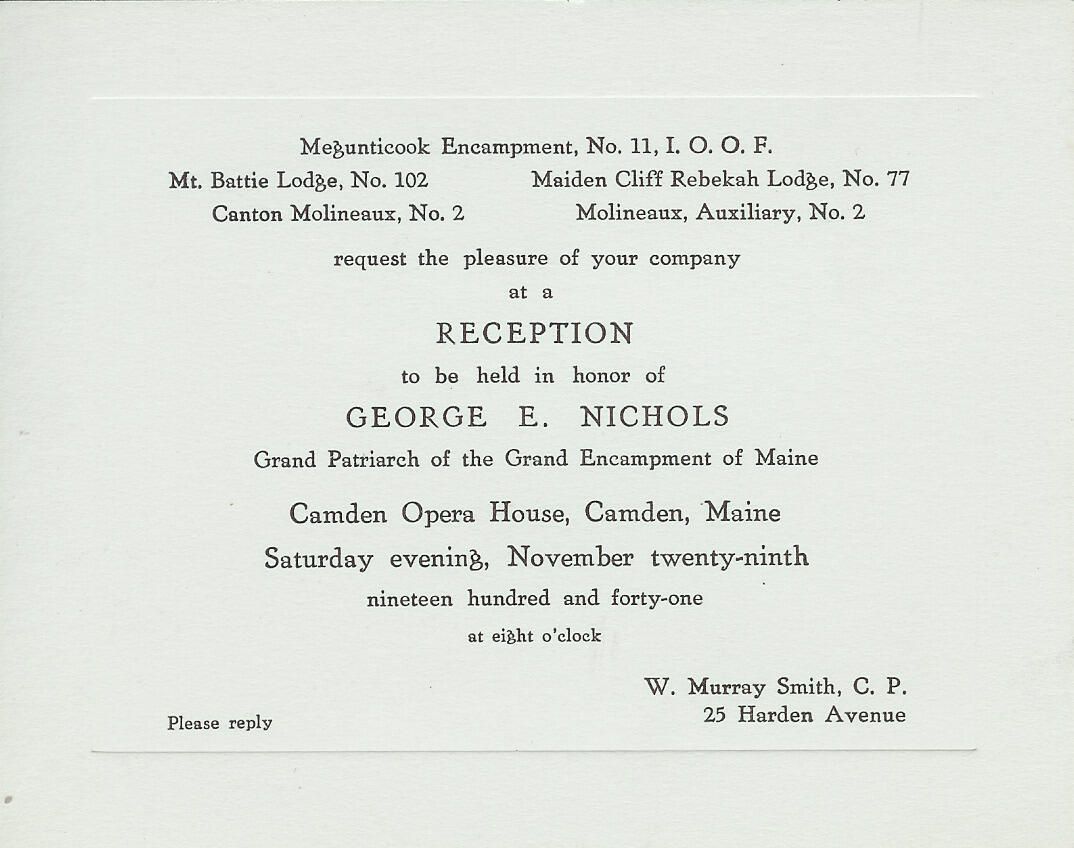 Megunticook Encampment, No. 11, I. O. O. F.
Mt. Battie Lodge, No. 102 Maiden Cliff Rebekah Lodge, No. 77
Canton Molineaux, No. 2 Molineaux, Auxiliary, No. 2
request the pleasure of your company
at a
RECEPTION
to be held in honor of
GEORGE E. NICHOLS
Grand Patriarch of the Grand Encampment of Maine
Camden Opera House, Camden, Maine
Saturday evening, November twenty-ninth
nineteen hundred and forty-one
at eight o'clock
W. Murray Smith, C. P.
25 Harden Avenue
Please reply